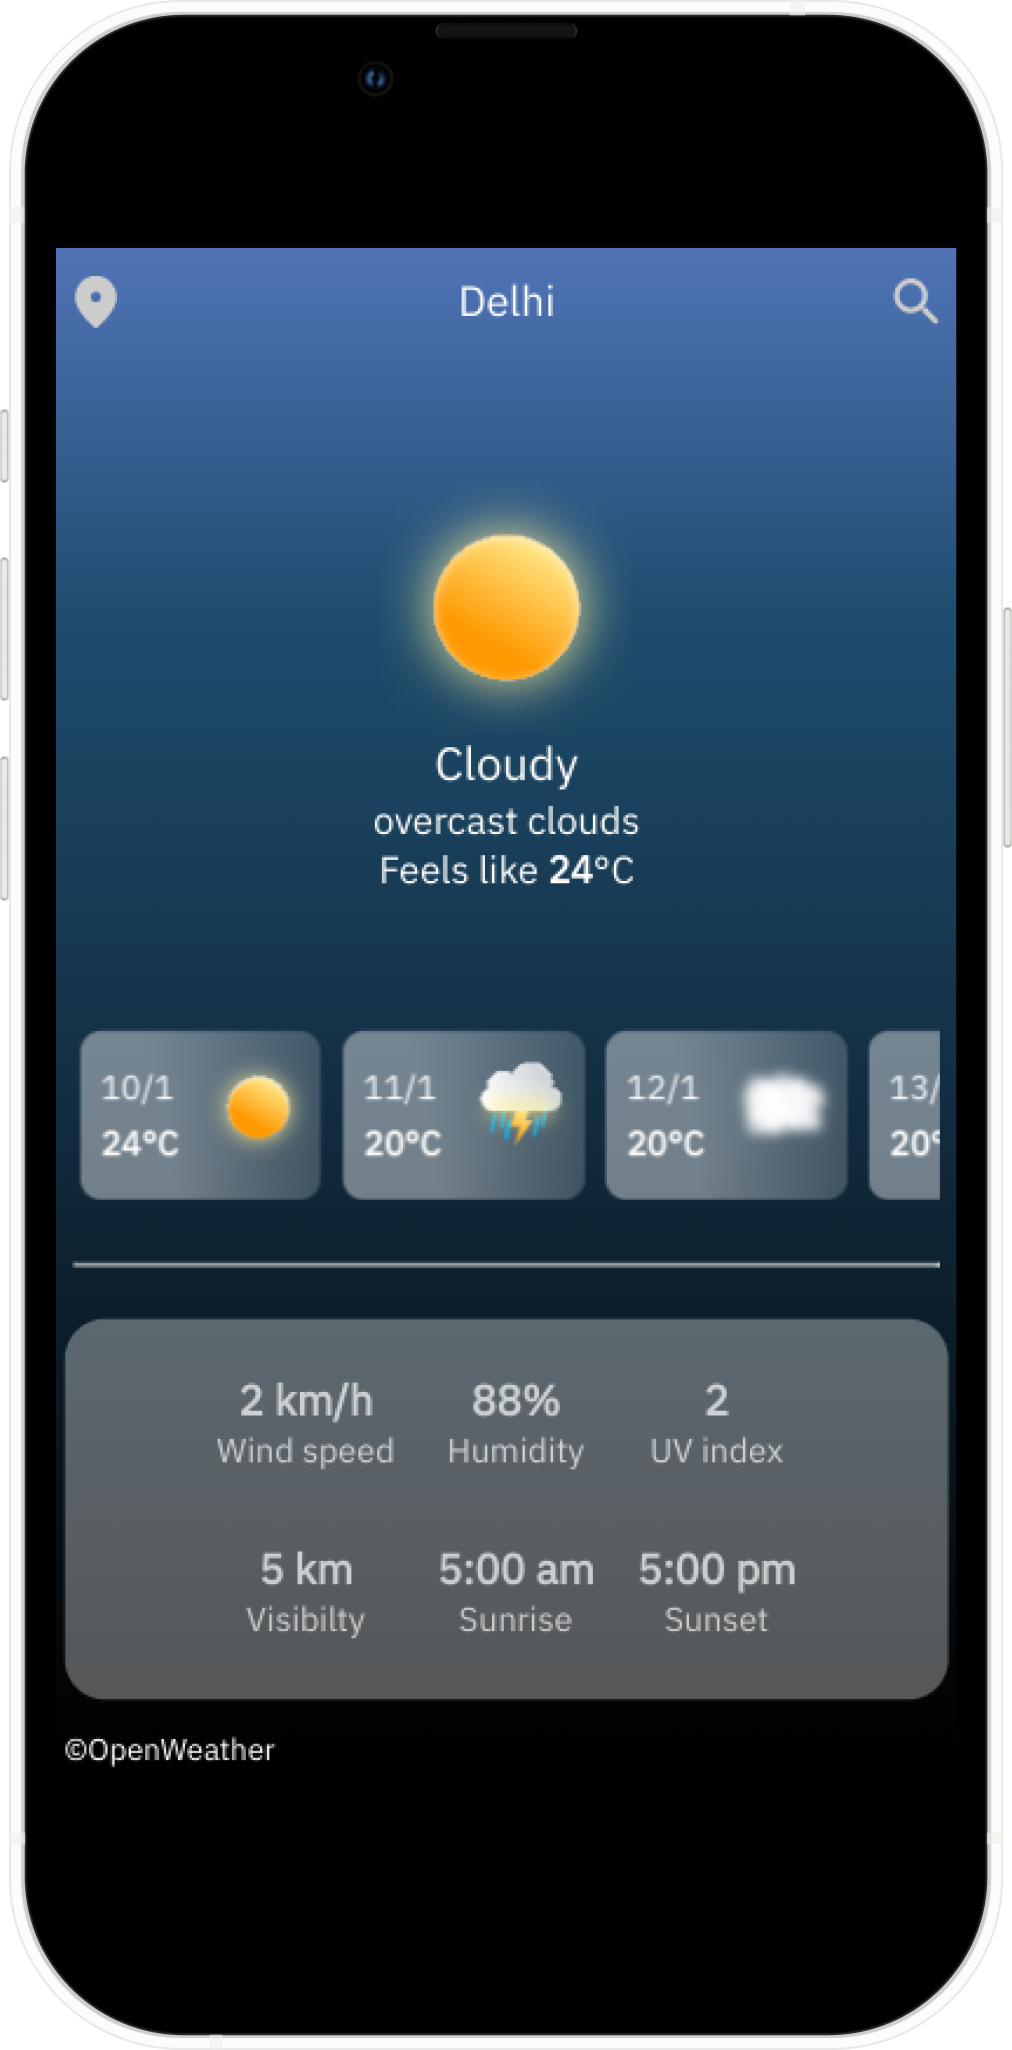 Delhi
Cloudy
overcast clouds
Feels like 24°C
10/1 11/1 12/1 13/
24°C 20°C 20°C 20°
2 km/h 88% 2
Wind speed Humidity UV index
5 km 5:00 am 5:00 pm
Visibilty Sunrise Sunset
©OpenWeather